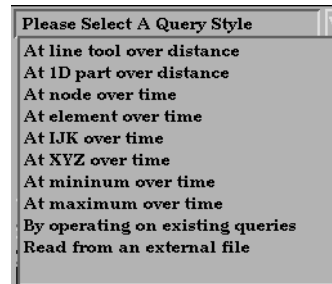 Please Select A Query Style
At line tool over distance
At 1D part over distance
At node over time
At element over time
At IJK over time
At XYZ over time
At mininum over time
At maximum over time
By operating on existing queries
Read from an external file